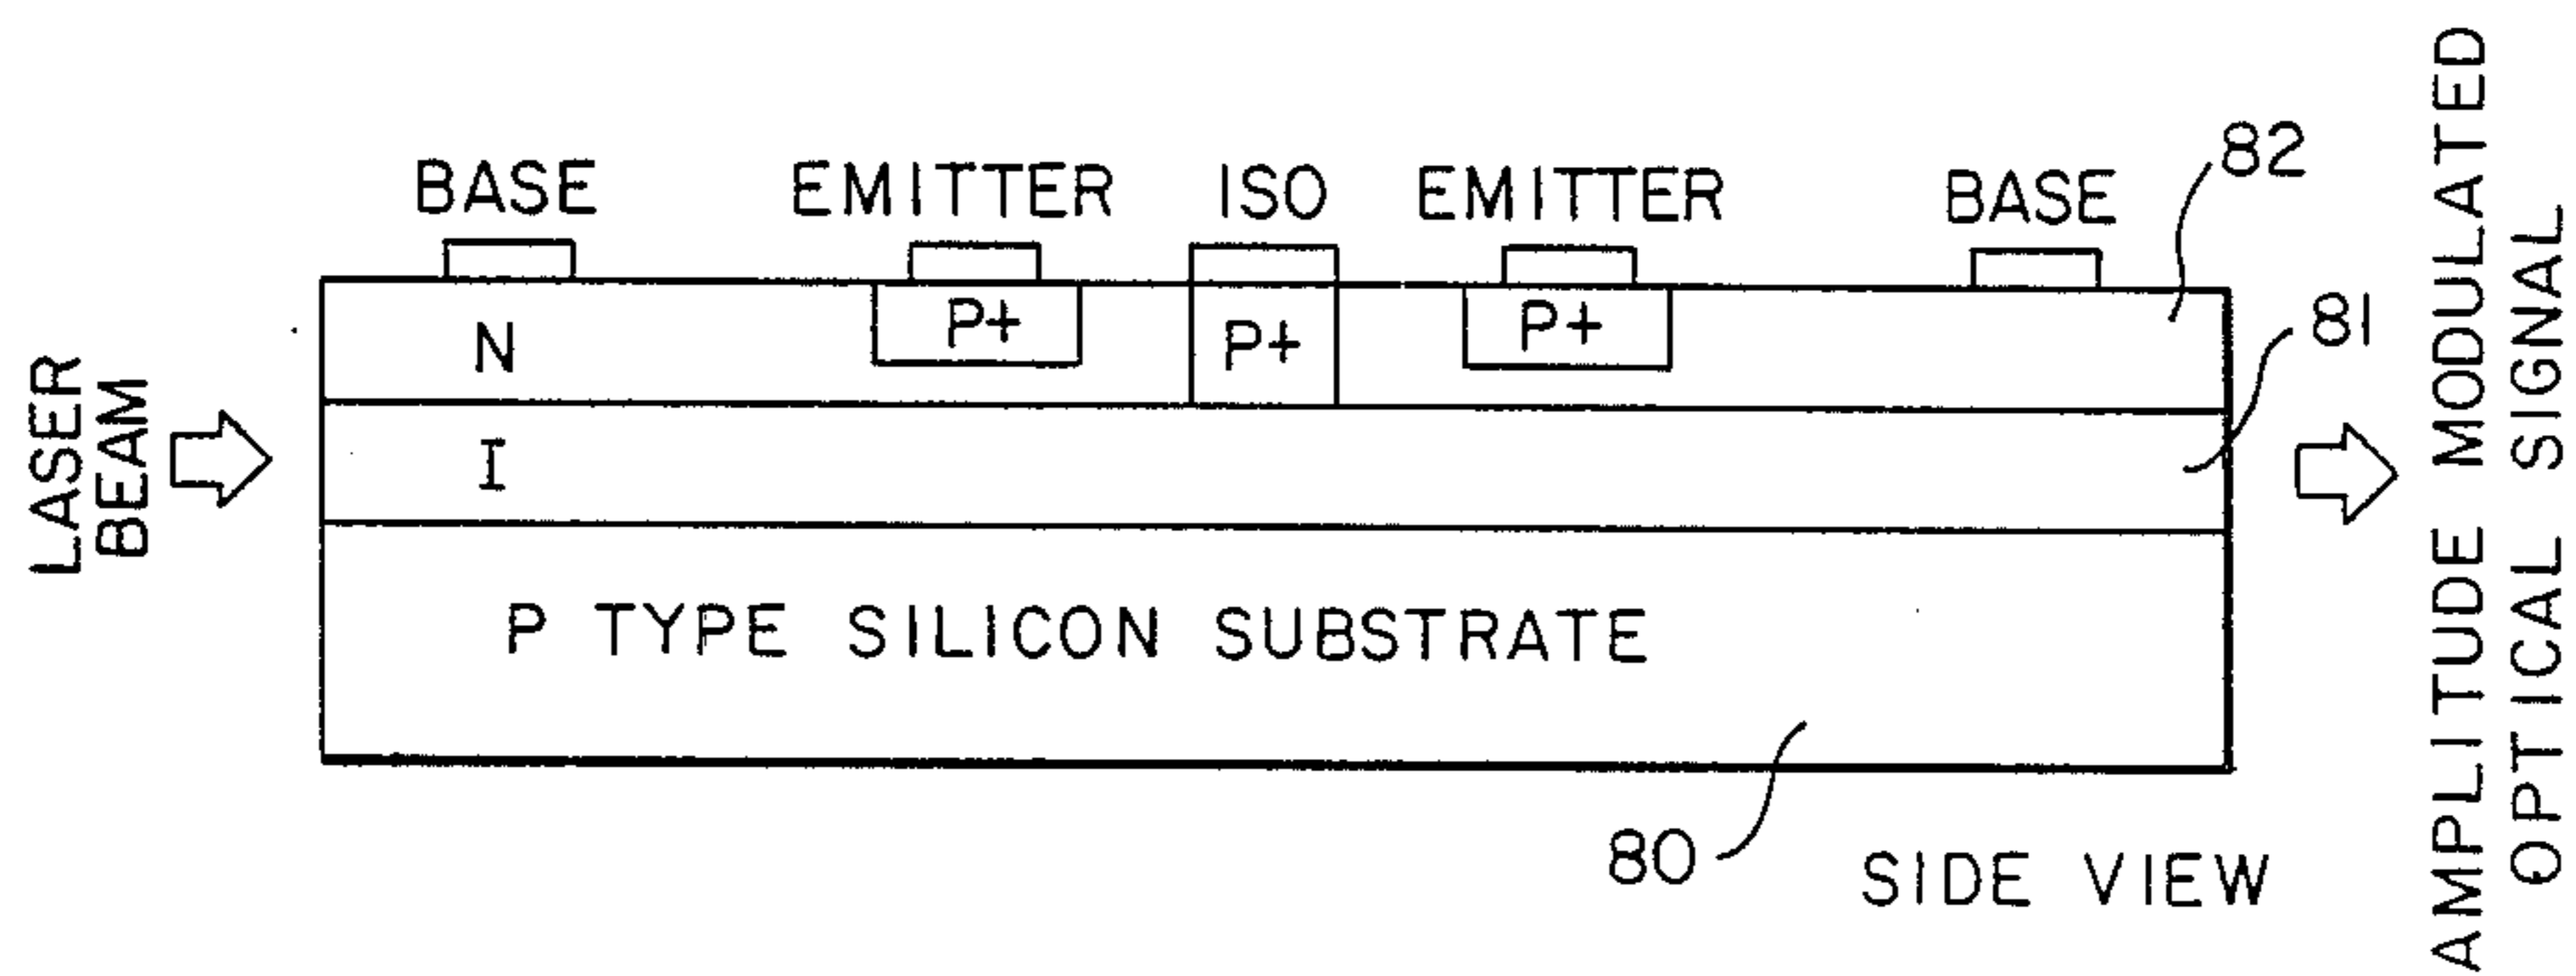 BASE
EMITTER
ISO
EMITTER
BASE
82
N
P+
P+
P+
81
LASER
BEAM
I
AMPLITUDE MODULATED
OPTICAL SIGNAL
P TYPE SILICON SUBSTRATE
80
SIDE VIEW